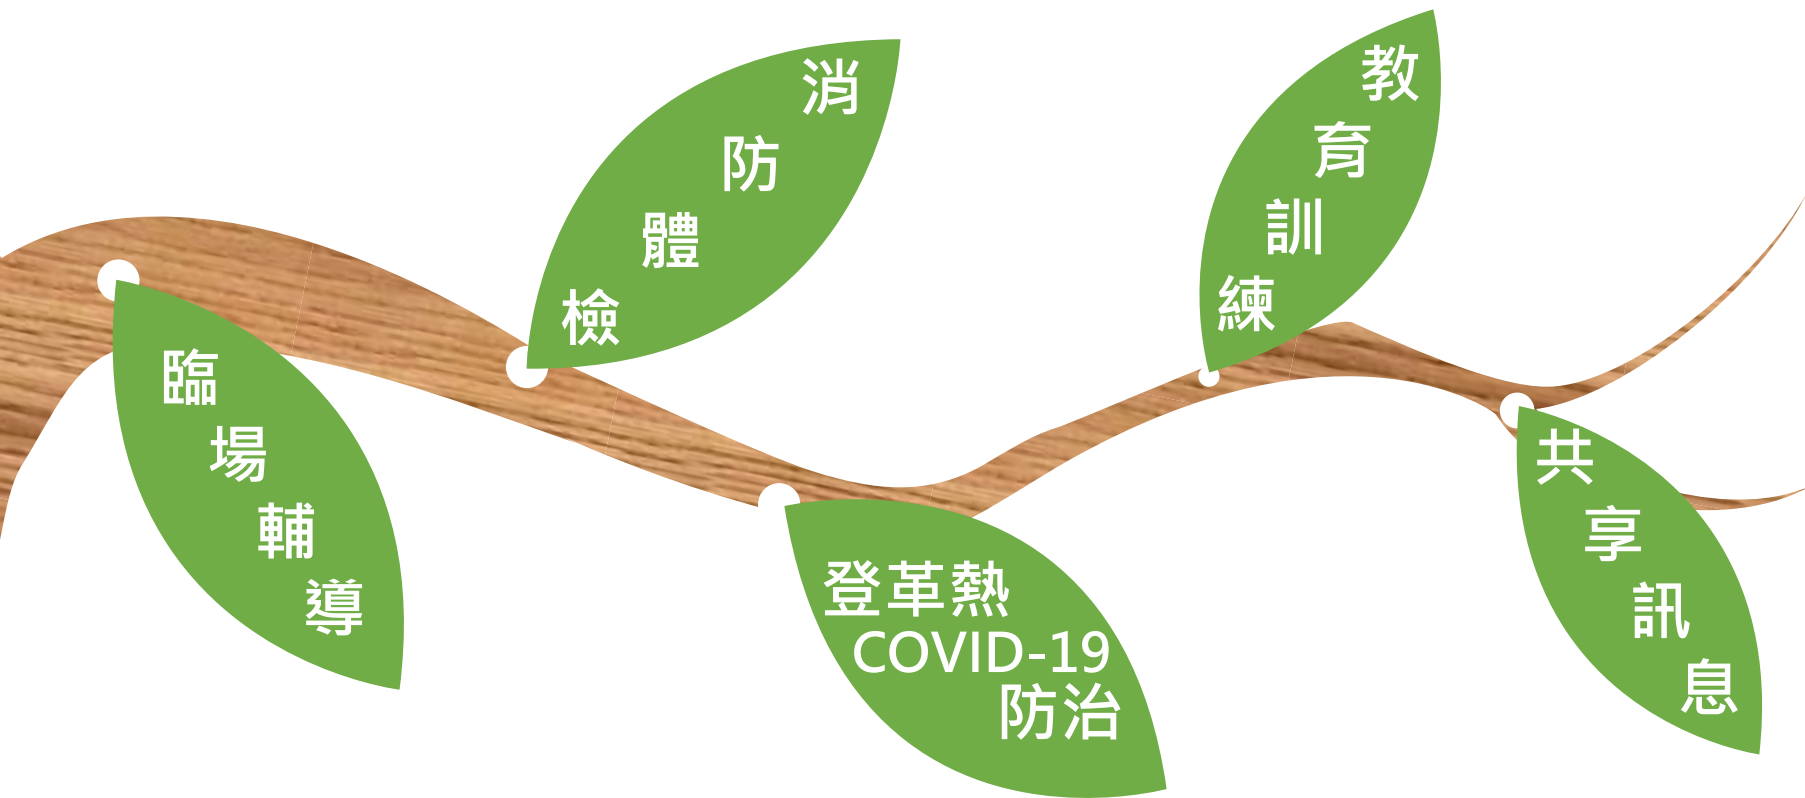 臨場輔導
消防體檢
登革熱
COVID-19
防治
教育訓練
共享訊息